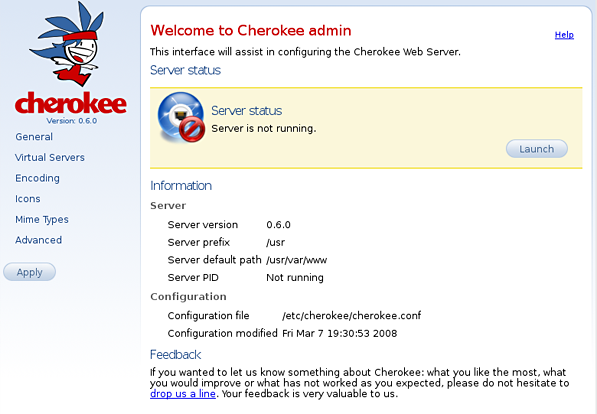 Welcome to Cherokee admin
Help
This interface will assist in configuring the Cherokee Web Server.
Server status
Server status
Server is not running.
Launch
cherokee
Version: 0.6.0
General
Virtual Servers
Encoding
Icons
Mime Types
Advanced
Apply
Information
Server
Server version 0.6.0
Server prefix /usr
Server default path /usr/var/www
Server PID Not running
Configuration
Configuration file /etc/cherokee/cherokee.conf
Configuration modified Fri Mar 7 19:30:53 2008
Feedback
If you wanted to let us know something about Cherokee: what you like the most, what
you would improve or what has not worked as you expected, please do not hesitate to
drop us a line. Your feedback is very valuable to us.